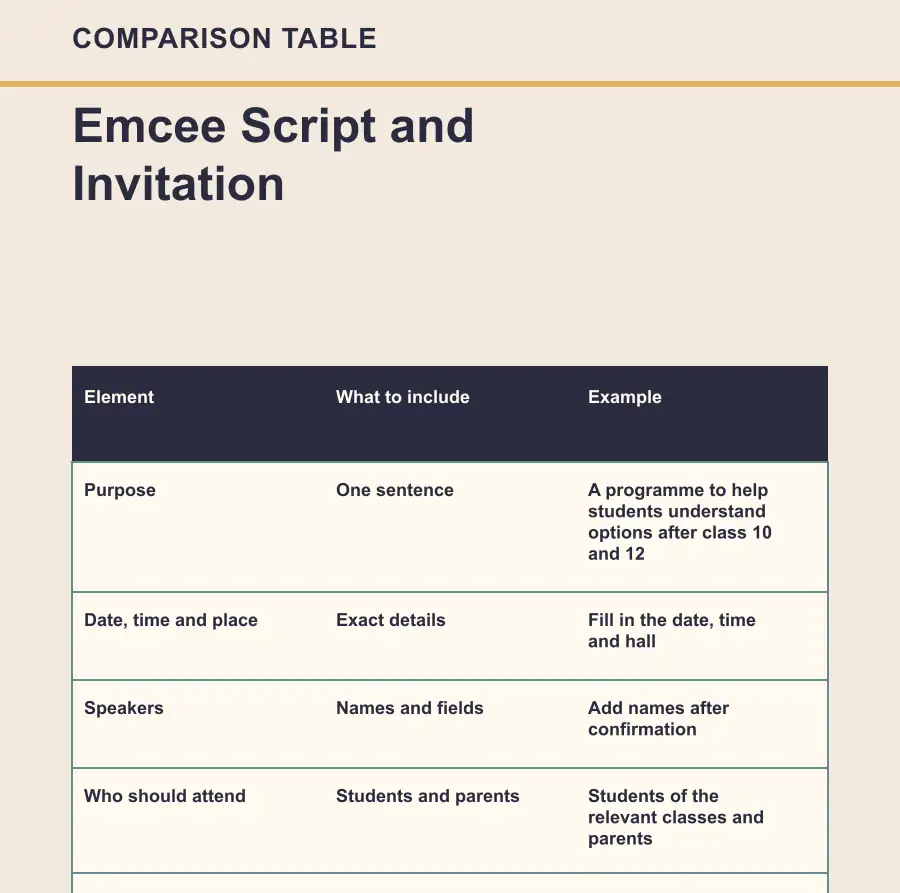 COMPARISON TABLE
Emcee Script and
Invitation
Element What to include Example
Purpose One sentence A programme to help
students understand
options after class 10
and 12
Date, time and place Exact details Fill in the date, time
and hall
Speakers Names and fields Add names after
confirmation
Who should attend Students and parents Students of the
relevant classes and
parents